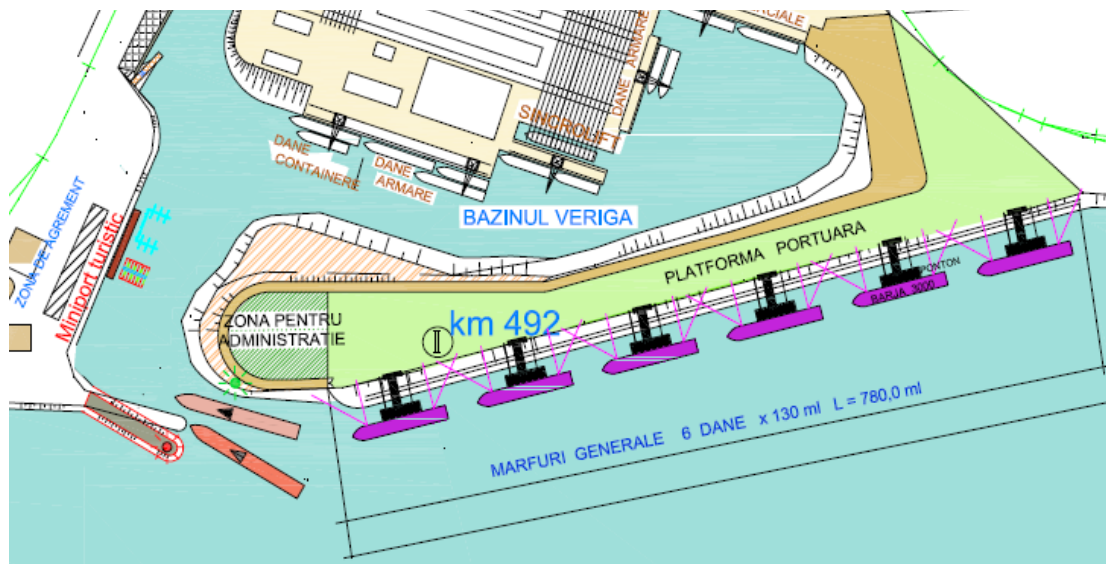 DANE ARMARE
SINCROLIFT
DANE
CONTAINERE
DANE
ARMARE
BAZINUL VERIGA
ZONA DE AGREMENT
Miniport turistic
PLATFORMA PORTUARA
PONTON
BARJA 3000
ZONA PENTRU
ADMINISTRATIE
km 492
MARFURI GENERALE 6 DANE x 130 ml L = 780,0 ml